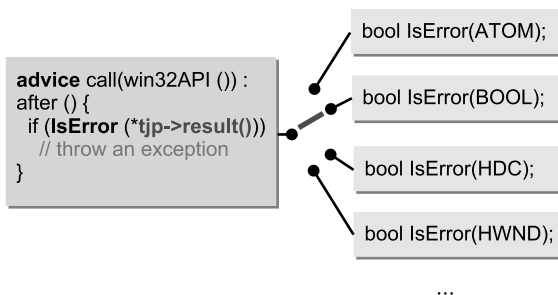 advice call(win32API ()) :
after () {
if (IsError (*tjp->result()))
// throw an exception
}
bool IsError(ATOM);
bool IsError(BOOL);
bool IsError(HDC);
bool IsError(HWND);
...